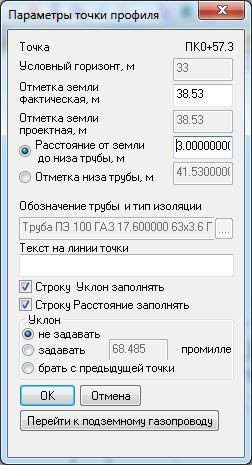 Параметры точки профиля
Точка ПК0+57.3
Условный горизонт, м 33
Отметка земли
фактическая, м 38.53
Отметка земли
проектная, м 38.53
Расстояние от земли
до низа трубы, м 3.00000000
Отметка низа трубы, м 41.5300000
Обозначение трубы и тип изоляции
Труба ПЭ 100 ГАЗ 17.600000 63x3.6 Г ....
Текст на линии точки
Строку Уклон заполнять
Строку Расстояние заполнять
Уклон
не задавать
задавать 68.485 промилле
брать с предыдущей точки
ОК Отмена
Перейти к подземному газопроводу